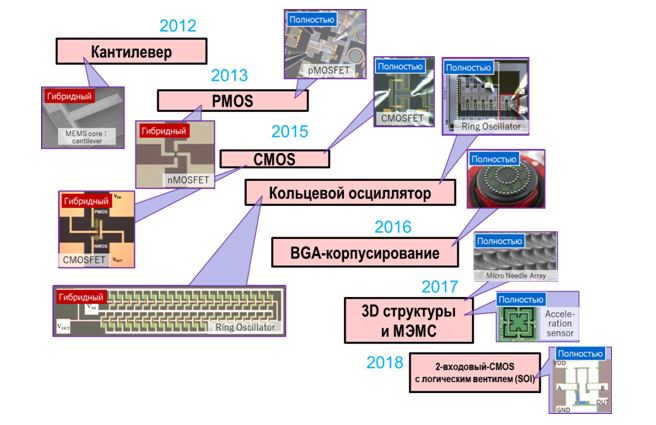 2012
Кантилевер
Гибридный
MEMS core :
cantilever
2013
PMOS
Полностью
pMOSFET
Гибридный
nMOSFET
2015
CMOS
Полностью
CMOSFET
Гибридный
PMOS
NMOS
VOUT
CMOSFET
Кольцевой осциллятор
Полностью
Ring Oscillator
Гибридный
VOUT
Ring Oscillator
2016
BGA-корпусирование
Полностью
2017
3D структуры
и МЭМС
Полностью
Micro Needle Array
Полностью
Accele-
ration
sensor
2018
2-входовый-CMOS
с логическим вентилем (SOI)
Полностью
VDD
A
B
OUT
GND